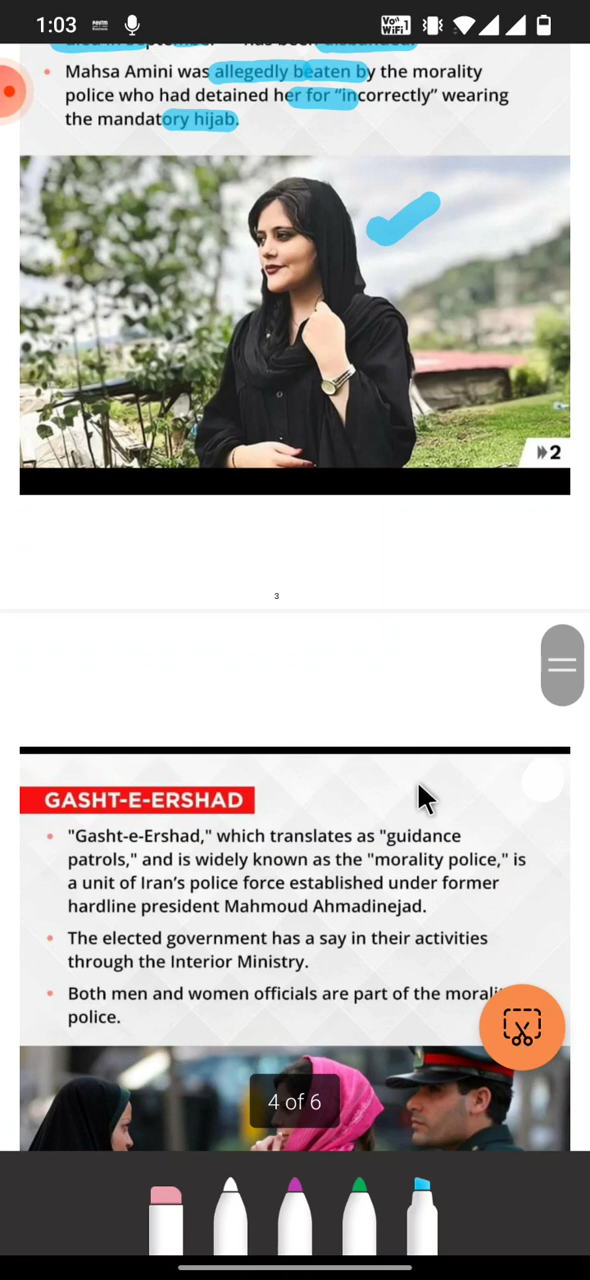 1:03
Paytm
Vo
WiFi 1
Mahsa Amini was allegedly beaten by the morality
police who had detained her for “incorrectly” wearing
the mandatory hijab.
2
3
GASHT-E-ERSHAD
"Gasht-e-Ershad," which translates as "guidance
patrols," and is widely known as the "morality police," is
a unit of Iran’s police force established under former
hardline president Mahmoud Ahmadinejad.
The elected government has a say in their activities
through the Interior Ministry.
Both men and women officials are part of the morali
police.
4 of 6